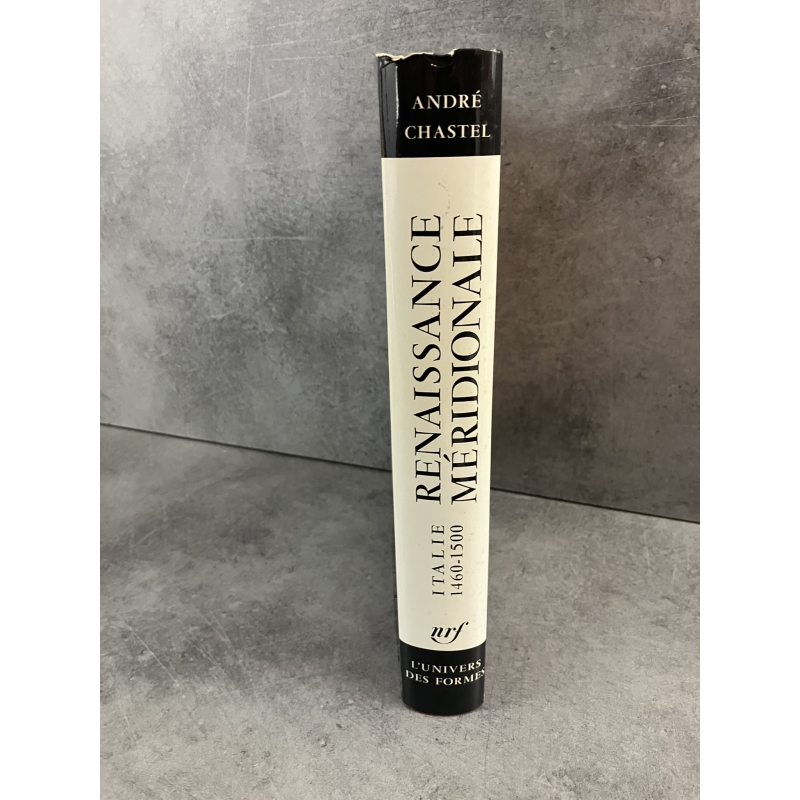 ANDRÉ
CHASTEL
RENAISSANCE
MÉRIDIONALE
ITALIE
1460-1500
nrf
L'UNIVERS
DES FORMES